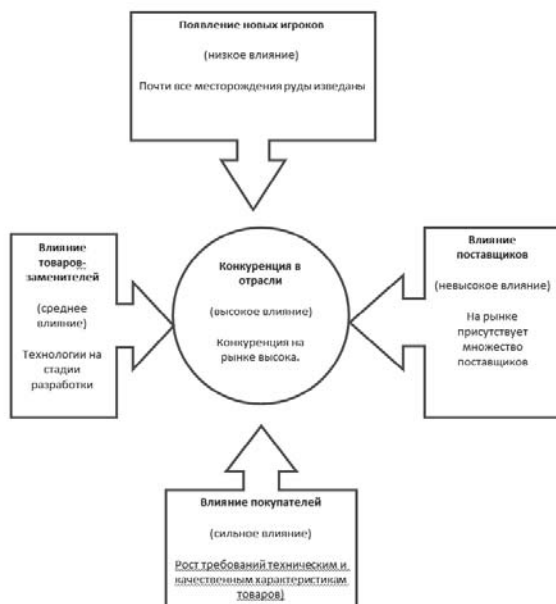 Появление новых игроков
(низкое влияние)
Почти все месторождения руды изведаны
Влияние
товаров-
заменителей
(среднее
влияние)
Технологии на
стадии
разработки
Конкуренция в
отрасли
(высокое влияние)
Конкуренция на
рынке высока.
Влияние
поставщиков
(невысокое влияние)
На рынке
присутствует
множество
поставщиков
Влияние покупателей
(сильное влияние)
Рост требований техническим и
качественным характеристикам
товаров)